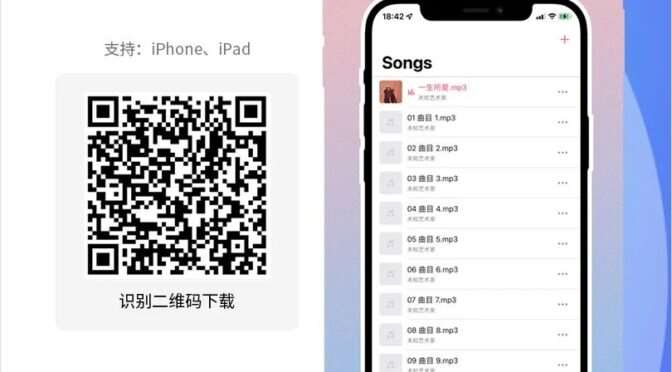 支持：iPhone、iPad
识别二维码下载
18:42
Songs
一生所爱.mp3
未知艺术家
01 曲目 1.mp3
未知艺术家
02 曲目 2.mp3
未知艺术家
03 曲目 3.mp3
未知艺术家
04 曲目 4.mp3
未知艺术家
05 曲目 5.mp3
未知艺术家
06 曲目 6.mp3
未知艺术家
07 曲目 7.mp3
未知艺术家
08 曲目 8.mp3
未知艺术家
09 曲目 9.mp3
未知艺术家